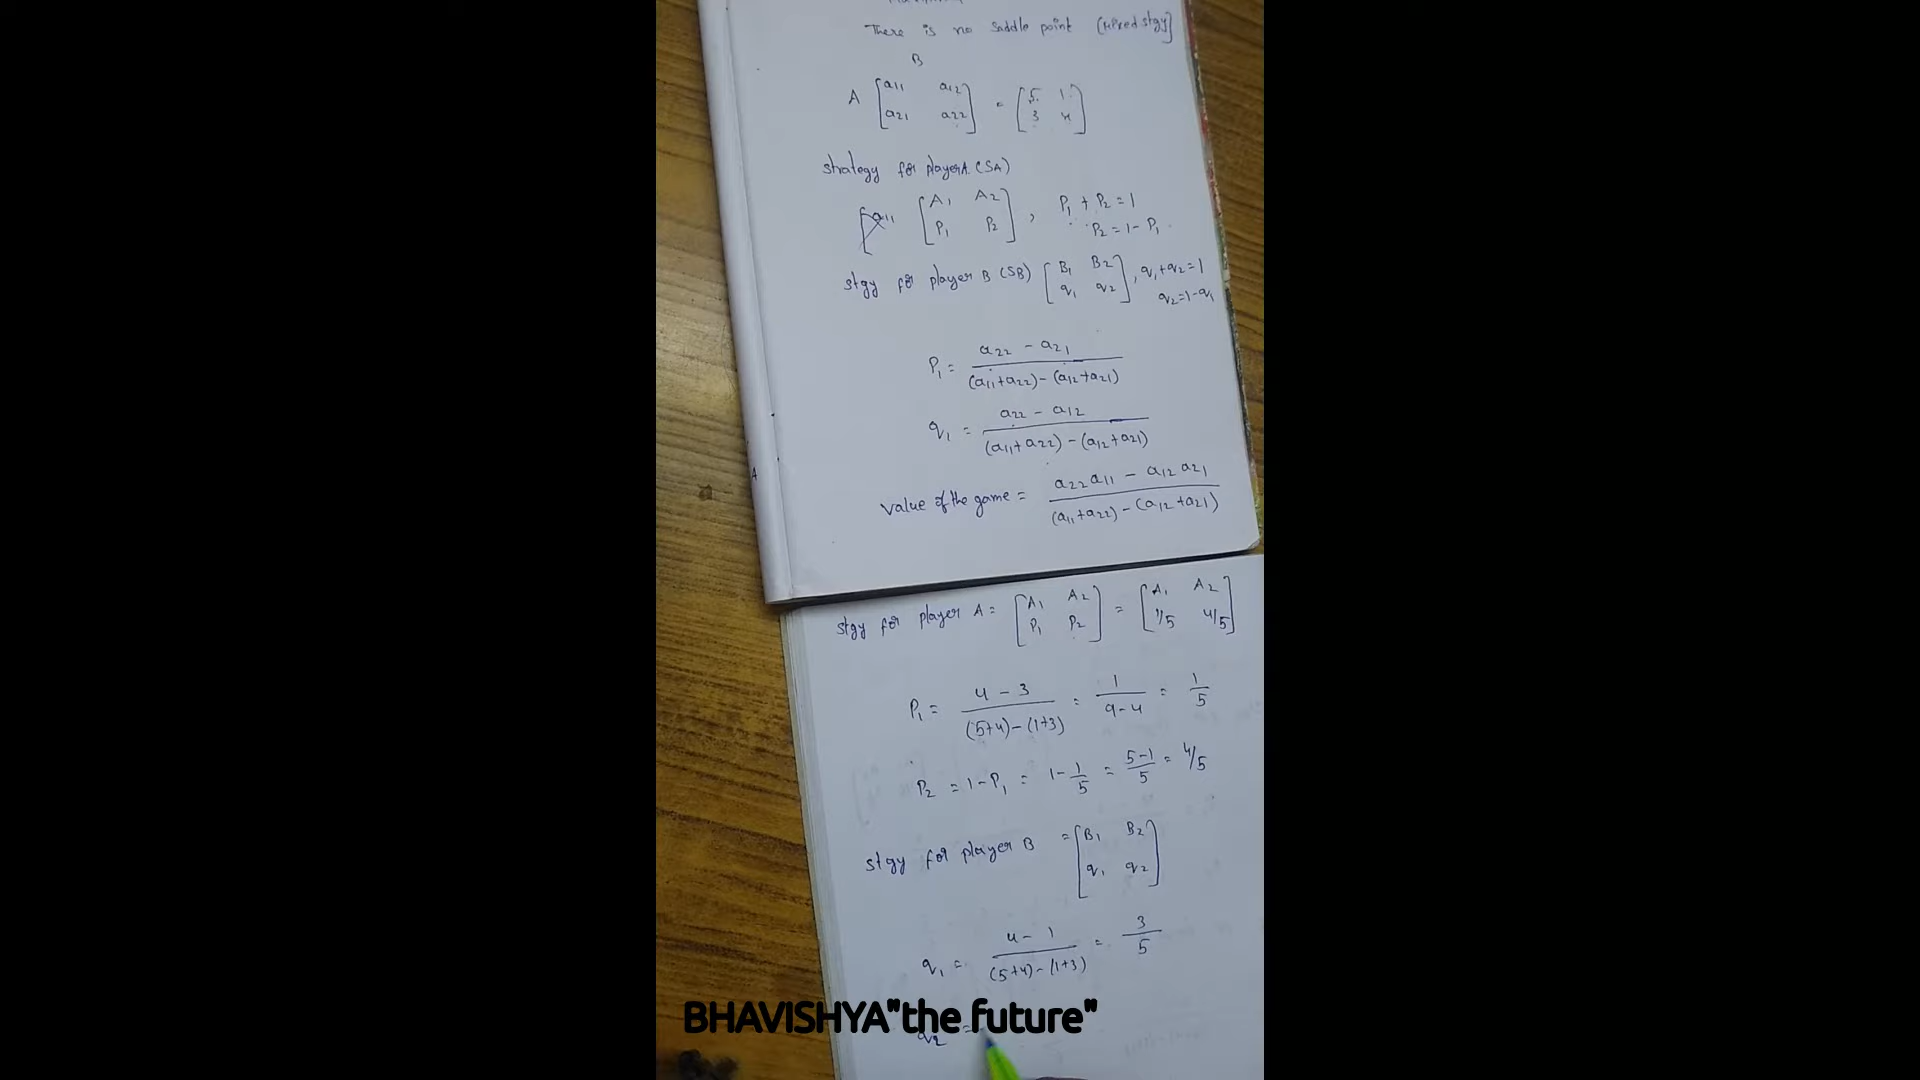 There is no saddle point (Mixed stgy]
B
A [a11 a12 a21 a22] = [5 1 3 4]
strategy for player A (SA)
a11 [A1 A2 P1 P2], P1 + P2 = 1
P2 = 1 - P1
stgy for player B (SB) [B1 B2 q1 q2], q1+q2=1
q2=1-q1
P1 = a22 - a21 / (a11+a22) - (a12+a21)
q1 = a22 - a12 / (a11+a22) - (a12+a21)
value of the game = a22 a11 - a12 a21 / (a11+a22) - (a12+a21)
stgy for player A = [A1 A2 P1 P2] = [A1 A2 1/5 4/5]
P1 = 4 - 3 / (5+4) - (1+3) = 1 / 9-4 = 1/5
P2 = 1 - P1 = 1 - 1/5 = 5-1/5 = 4/5
stgy for player B = [B1 B2 q1 q2]
q1 = 4 - 1 / (5+4) - (1+3) = 3/5
BHAVISHYA"the future"
q2 =